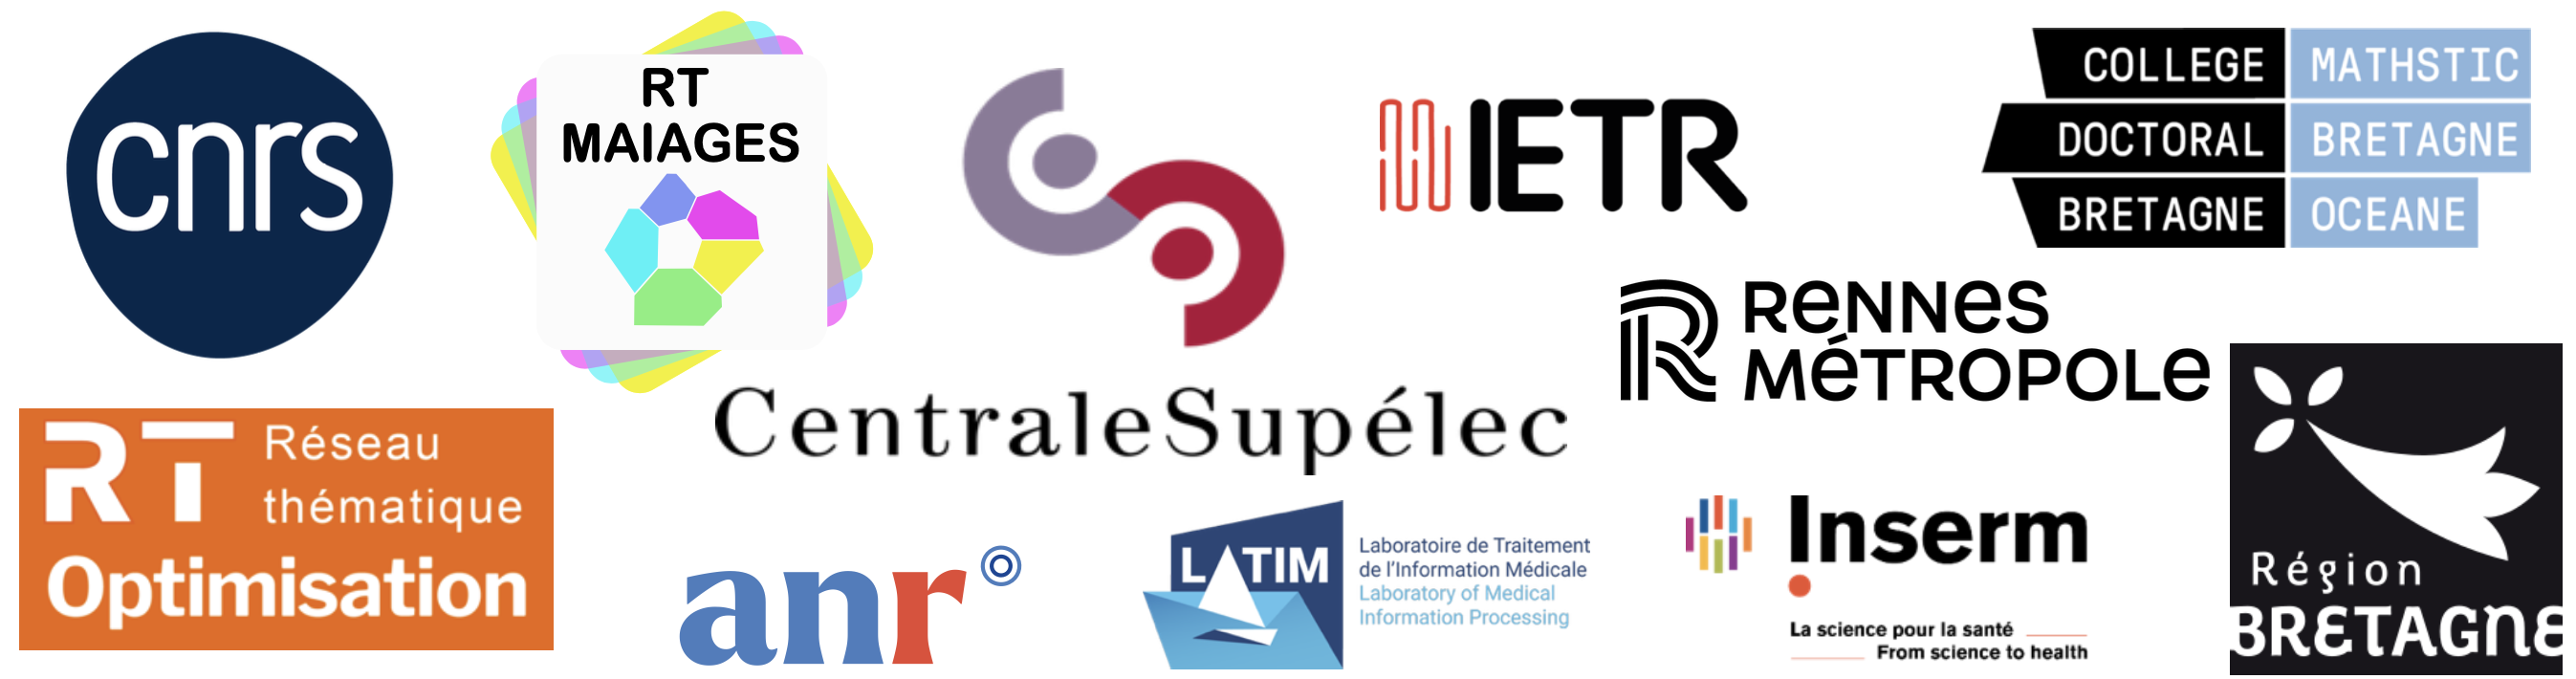 cnrs
RT
MAIAGES
IETR
COLLEGE MATHSTIC
DOCTORAL BRETAGNE
BRETAGNE OCEANE
RENNES
MéTROPOLe
CentraleSupélec
RT Réseau
thématique
Optimisation
anr
LATIM
Laboratoire de Traitement
de l'Information Médicale
Laboratory of Medical
Information Processing
Inserm
La science pour la santé
From science to health
Région
BRETAGNE